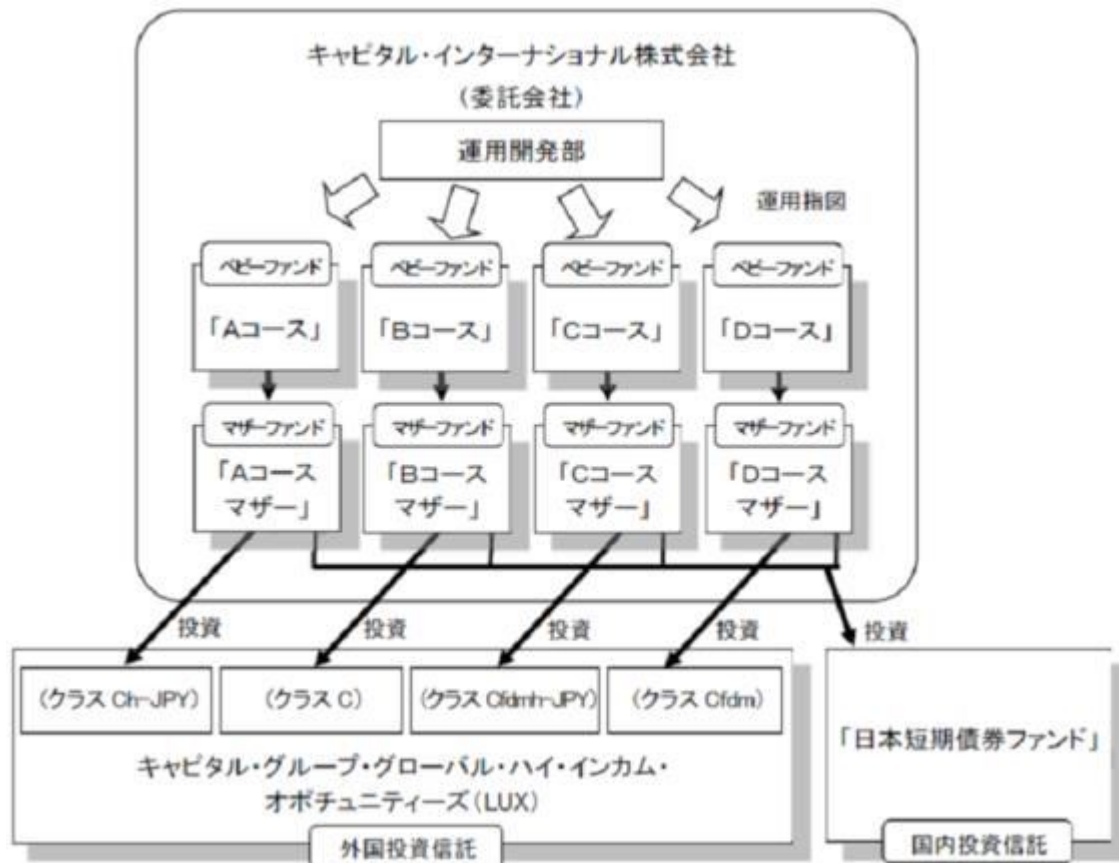 キャピタル・インターナショナル株式会社
(委託会社)
運用開発部
運用指図
ベビーファンド
ベビーファンド
ベビーファンド
ベビーファンド
「Aコース」
「Bコース」
「Cコース」
「Dコース」
マザーファンド
マザーファンド
マザーファンド
マザーファンド
「Aコース
マザー」
「Bコース
マザー」
「Cコース
マザー」
「Dコース
マザー」
投資
投資
投資
投資
投資
(クラス Ch-JPY)
(クラス C)
(クラス Cfdmh-JPY)
(クラス Cfdm)
キャピタル・グループ・グローバル・ハイ・インカム・
オポチュニティーズ(LUX)
外国投資信託
「日本短期債券ファンド」
国内投資信託